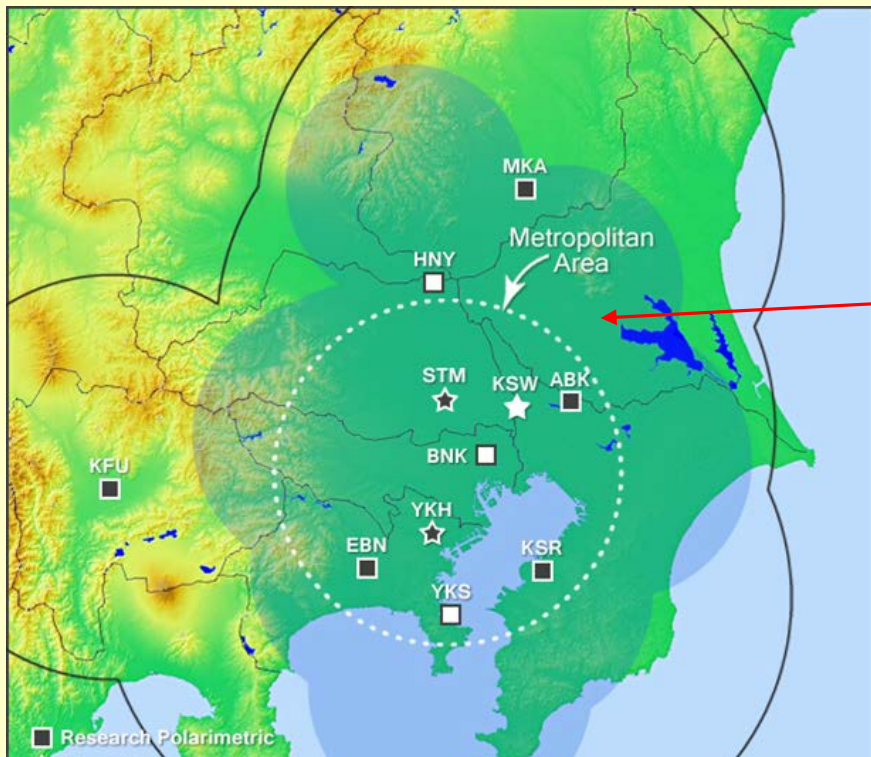 MKA
HNY
Metropolitan
Area
STM
KSW
ABK
BNK
KFU
YKH
EBN
KSR
YKS
Research Polarimetric